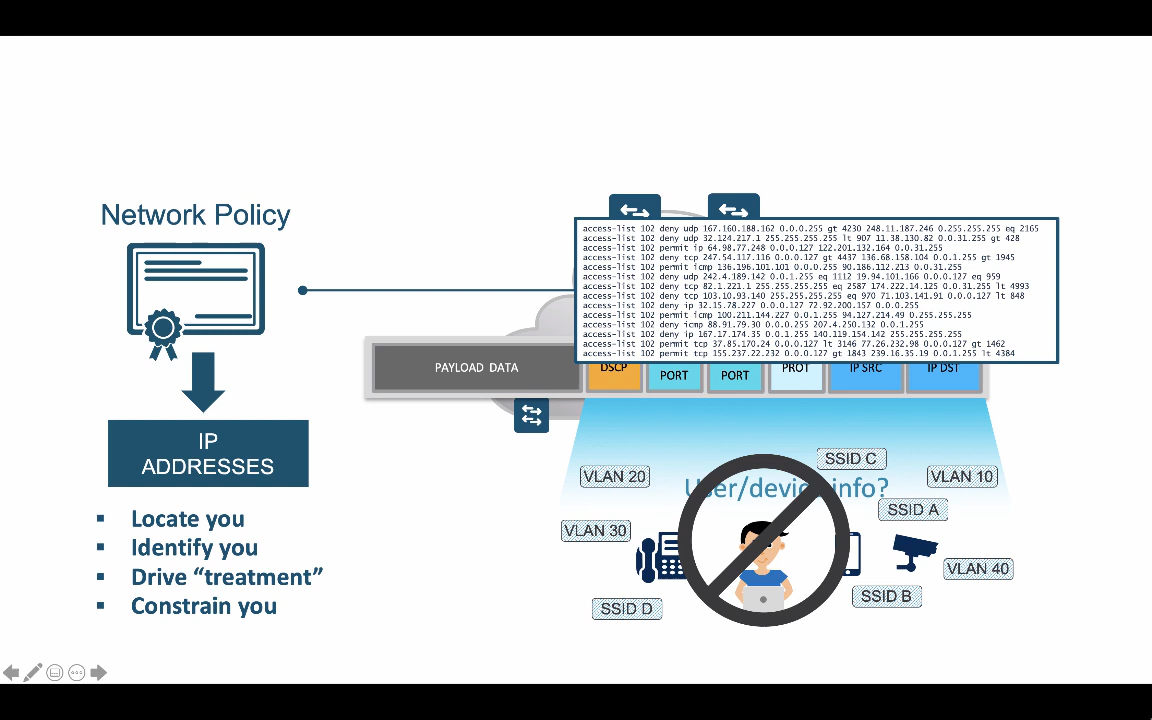 Network Policy
IP
ADDRESSES
▪ Locate you
▪ Identify you
▪ Drive “treatment”
▪ Constrain you
access-list 102 deny udp 167.160.188.162 0.0.0.255 gt 4230 248.11.187.246 0.255.255.255 eq 2165
access-list 102 deny udp 32.124.217.1 255.255.255.255 lt 907 11.38.130.82 0.0.31.255 gt 428
access-list 102 permit ip 64.98.77.248 0.0.0.127 122.201.132.164 0.0.31.255
access-list 102 deny tcp 247.54.117.116 0.0.0.127 gt 4437 136.68.158.104 0.0.1.255 gt 1945
access-list 102 permit icmp 136.196.101.101 0.0.0.255 90.186.112.213 0.0.31.255
access-list 102 deny udp 242.4.189.142 0.0.1.255 eq 1112 19.94.101.166 0.0.0.127 eq 959
access-list 102 deny tcp 82.1.221.1 255.255.255.255 eq 2587 174.222.14.125 0.0.31.255 lt 4993
access-list 102 deny tcp 103.10.93.140 255.255.255.255 eq 970 71.103.141.91 0.0.0.127 lt 848
access-list 102 deny ip 32.15.78.227 0.0.0.127 72.92.200.157 0.0.0.255
access-list 102 permit icmp 100.211.144.227 0.0.1.255 94.127.214.49 0.255.255.255
access-list 102 deny icmp 88.91.79.30 0.0.0.255 207.4.250.132 0.0.1.255
access-list 102 deny ip 167.17.174.35 0.0.1.255 140.119.154.142 255.255.255.255
access-list 102 permit tcp 37.85.170.24 0.0.0.127 lt 3146 77.26.232.98 0.0.0.127 gt 1462
access-list 102 permit tcp 155.237.22.232 0.0.0.127 gt 1843 239.16.35.19 0.0.1.255 lt 4384
PAYLOAD DATA
DSCP
PORT
PORT
PROT
IP SRC
IP DST
SSID C
VLAN 20
VLAN 10
User/device info?
SSID A
VLAN 30
VLAN 40
SSID B
SSID D